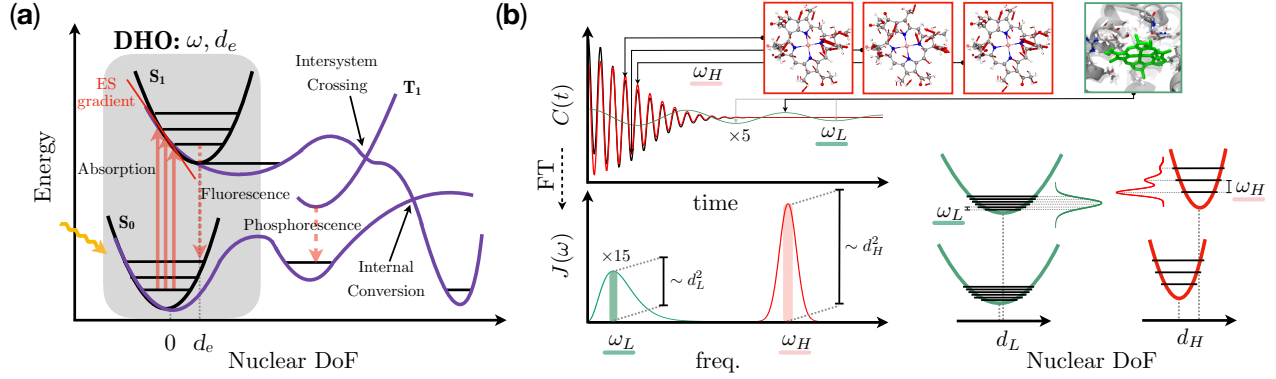 (a)
DHO: ω, d_e
S₁
ES
gradient
Intersystem
Crossing
T₁
Energy
Absorption
Fluorescence
Phosphorescence
S₀
Internal
Conversion
0
d_e
Nuclear DoF
(b)
C(t)
ω_H
×5
ω_L
FT
time
J(ω)
×15
∼ d_L²
∼ d_H²
ω_L
ω_H
freq.
ω_L
ω_H
d_L
d_H
Nuclear DoF